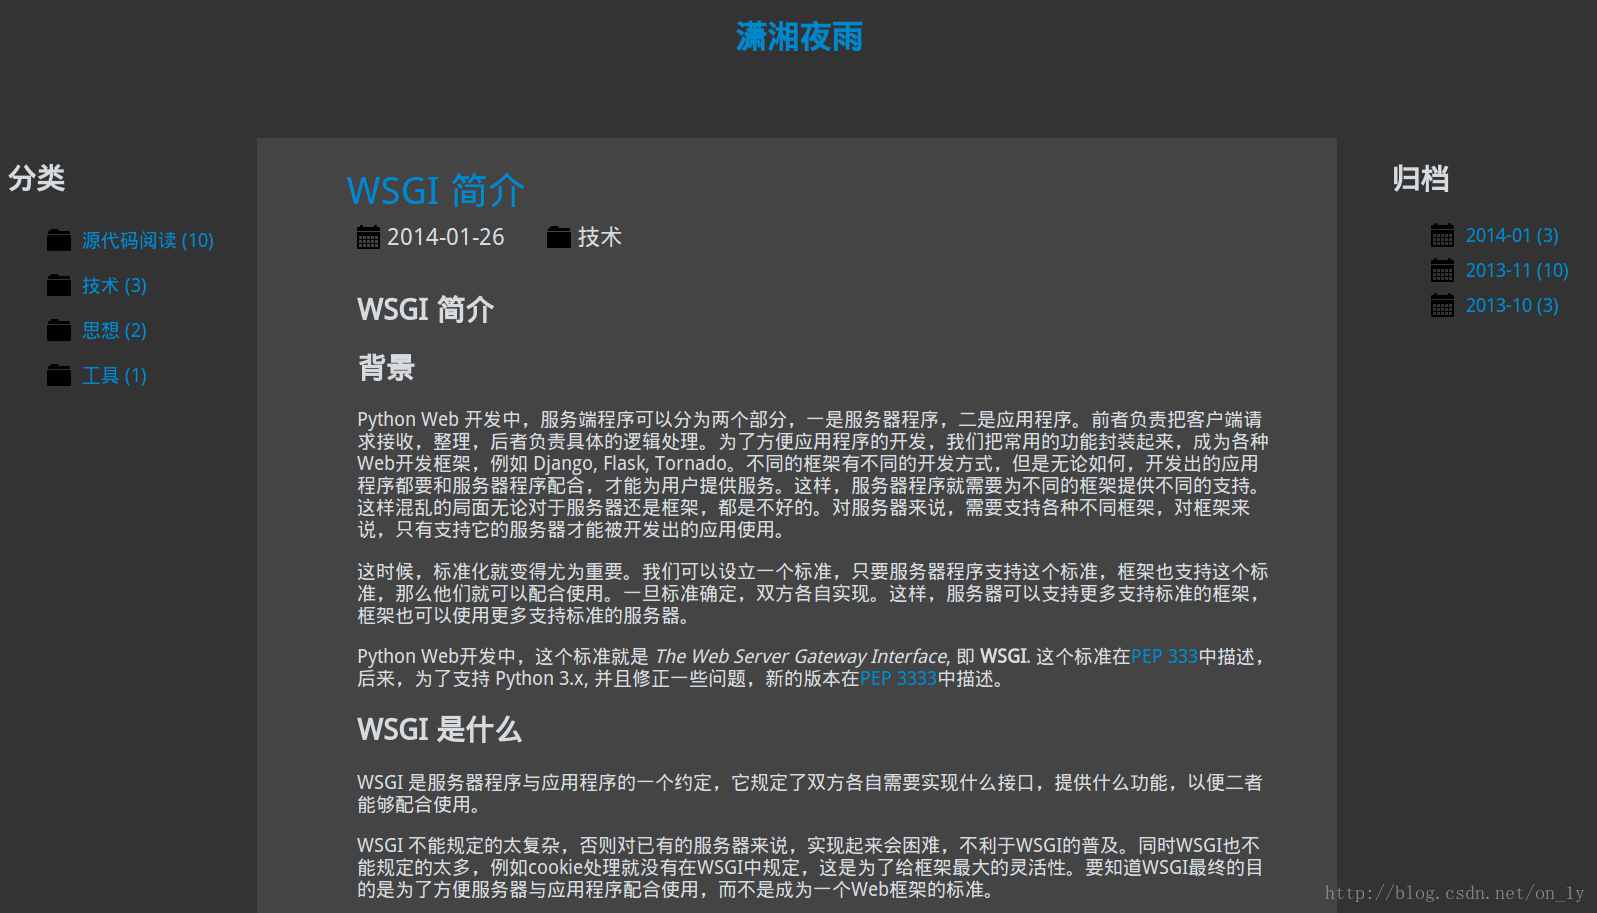 潇湘夜雨
分类
源代码阅读 (10)
技术 (3)
思想 (2)
工具 (1)
WSGI 简介
2014-01-26 技术
WSGI 简介
背景
Python Web 开发中，服务端程序可以分为两个部分，一是服务器程序，二是应用程序。前者负责把客户端请
求接收，整理，后者负责具体的逻辑处理。为了方便应用程序的开发，我们把常用的功能封装起来，成为各种
Web开发框架，例如 Django, Flask, Tornado。不同的框架有不同的开发方式，但是无论如何，开发出的应用
程序都要和服务器程序配合，才能为用户提供服务。这样，服务器程序就需要为不同的框架提供不同的支持。
这样混乱的局面无论对于服务器还是框架，都是不好的。对服务器来说，需要支持各种不同框架，对框架来
说，只有支持它的服务器才能被开发出的应用使用。
这时候，标准化就变得尤为重要。我们可以设立一个标准，只要服务器程序支持这个标准，框架也支持这个标
准，那么他们就可以配合使用。一旦标准确定，双方各自实现。这样，服务器可以支持更多支持标准的框架，
框架也可以使用更多支持标准的服务器。
Python Web开发中，这个标准就是 The Web Server Gateway Interface, 即 WSGI. 这个标准在PEP 333中描述，
后来，为了支持 Python 3.x, 并且修正一些问题，新的版本在PEP 3333中描述。
WSGI 是什么
WSGI 是服务器程序与应用程序的一个约定，它规定了双方各自需要实现什么接口，提供什么功能，以便二者
能够配合使用。
WSGI 不能规定的太复杂，否则对已有的服务器来说，实现起来会困难，不利于WSGI的普及。同时WSGI也不
能规定的太多，例如cookie处理就没有在WSGI中规定，这是为了给框架最大的灵活性。要知道WSGI最终的目
的是为了方便服务器与应用程序配合使用，而不是成为一个Web框架的标准。
归档
2014-01 (3)
2013-11 (10)
2013-10 (3)
http://blog.csdn.net/on_ly